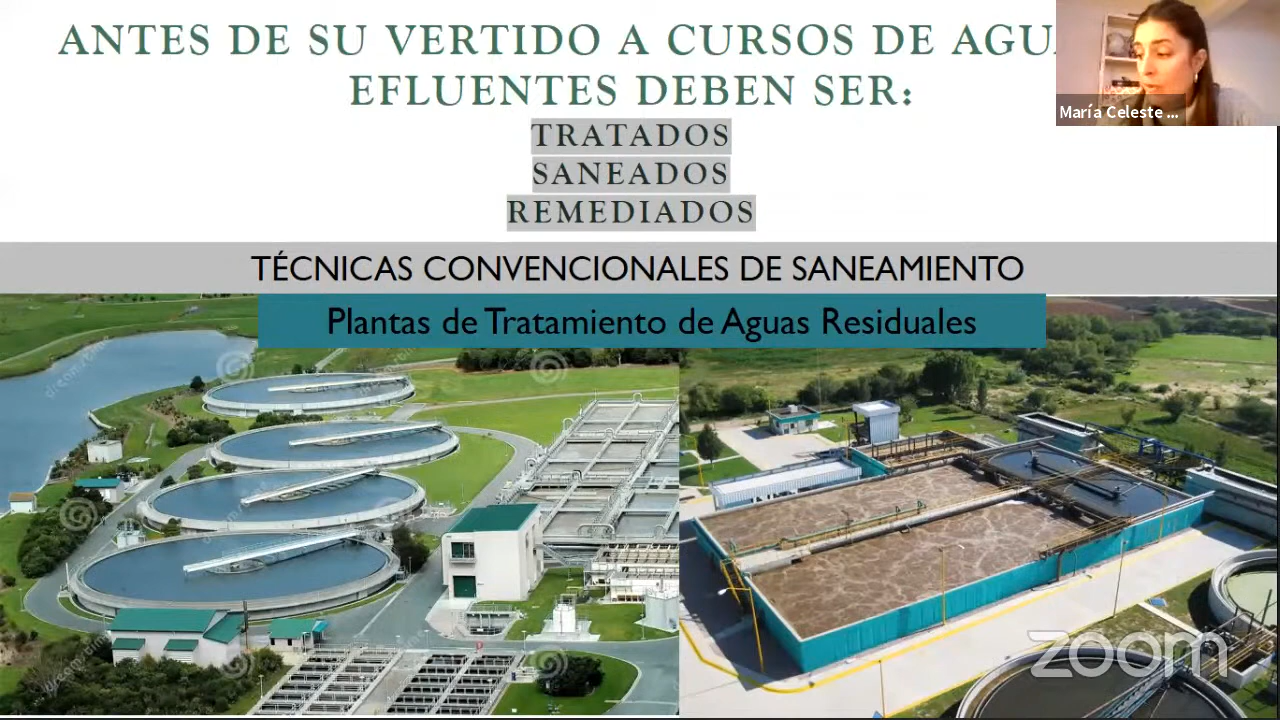 ANTES DE SU VERTIDO A CURSOS DE
EFLUENTES DEBEN SER:
María Celeste ...
TRATADOS
SANEADOS
REMEDIADOS
TÉCNICAS CONVENCIONALES DE SANEAMIENTO
Plantas de Tratamiento de Aguas Residuales
zoom